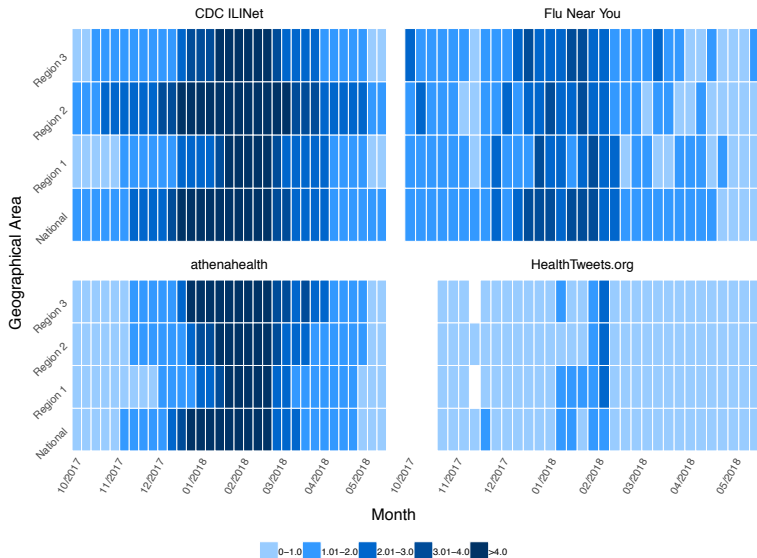 CDC ILINet
Flu Near You
Region 3
Region 2
Region 1
National
Geographical Area
athenahealth
HealthTweets.org
Region 3
Region 2
Region 1
National
10/2017
11/2017
12/2017
01/2018
02/2018
03/2018
04/2018
05/2018
10/2017
11/2017
12/2017
01/2018
02/2018
03/2018
04/2018
05/2018
Month
0–1.0 1.01–2.0 2.01–3.0 3.01–4.0 >4.0